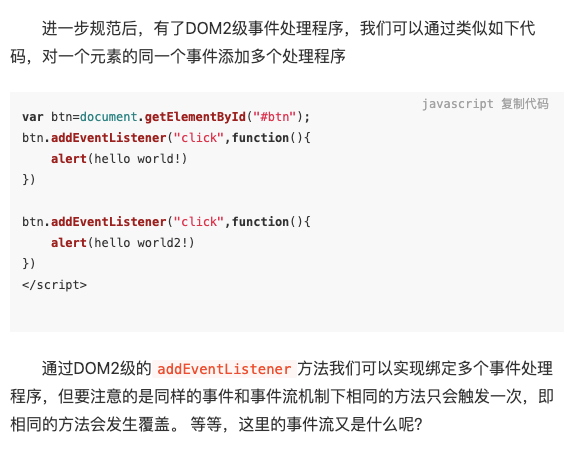 进一步规范后，有了DOM2级事件处理程序，我们可以通过类似如下代
码，对一个元素的同一个事件添加多个处理程序
javascript 复制代码
var btn=document.getElementById("#btn");
btn.addEventListener("click",function(){
    alert(hello world!)
})

btn.addEventListener("click",function(){
    alert(hello world2!)
})
</script>
通过DOM2级的 addEventListener 方法我们可以实现绑定多个事件处理
程序，但要注意的是同样的事件和事件流机制下相同的方法只会触发一次，即
相同的方法会发生覆盖。 等等，这里的事件流又是什么呢?